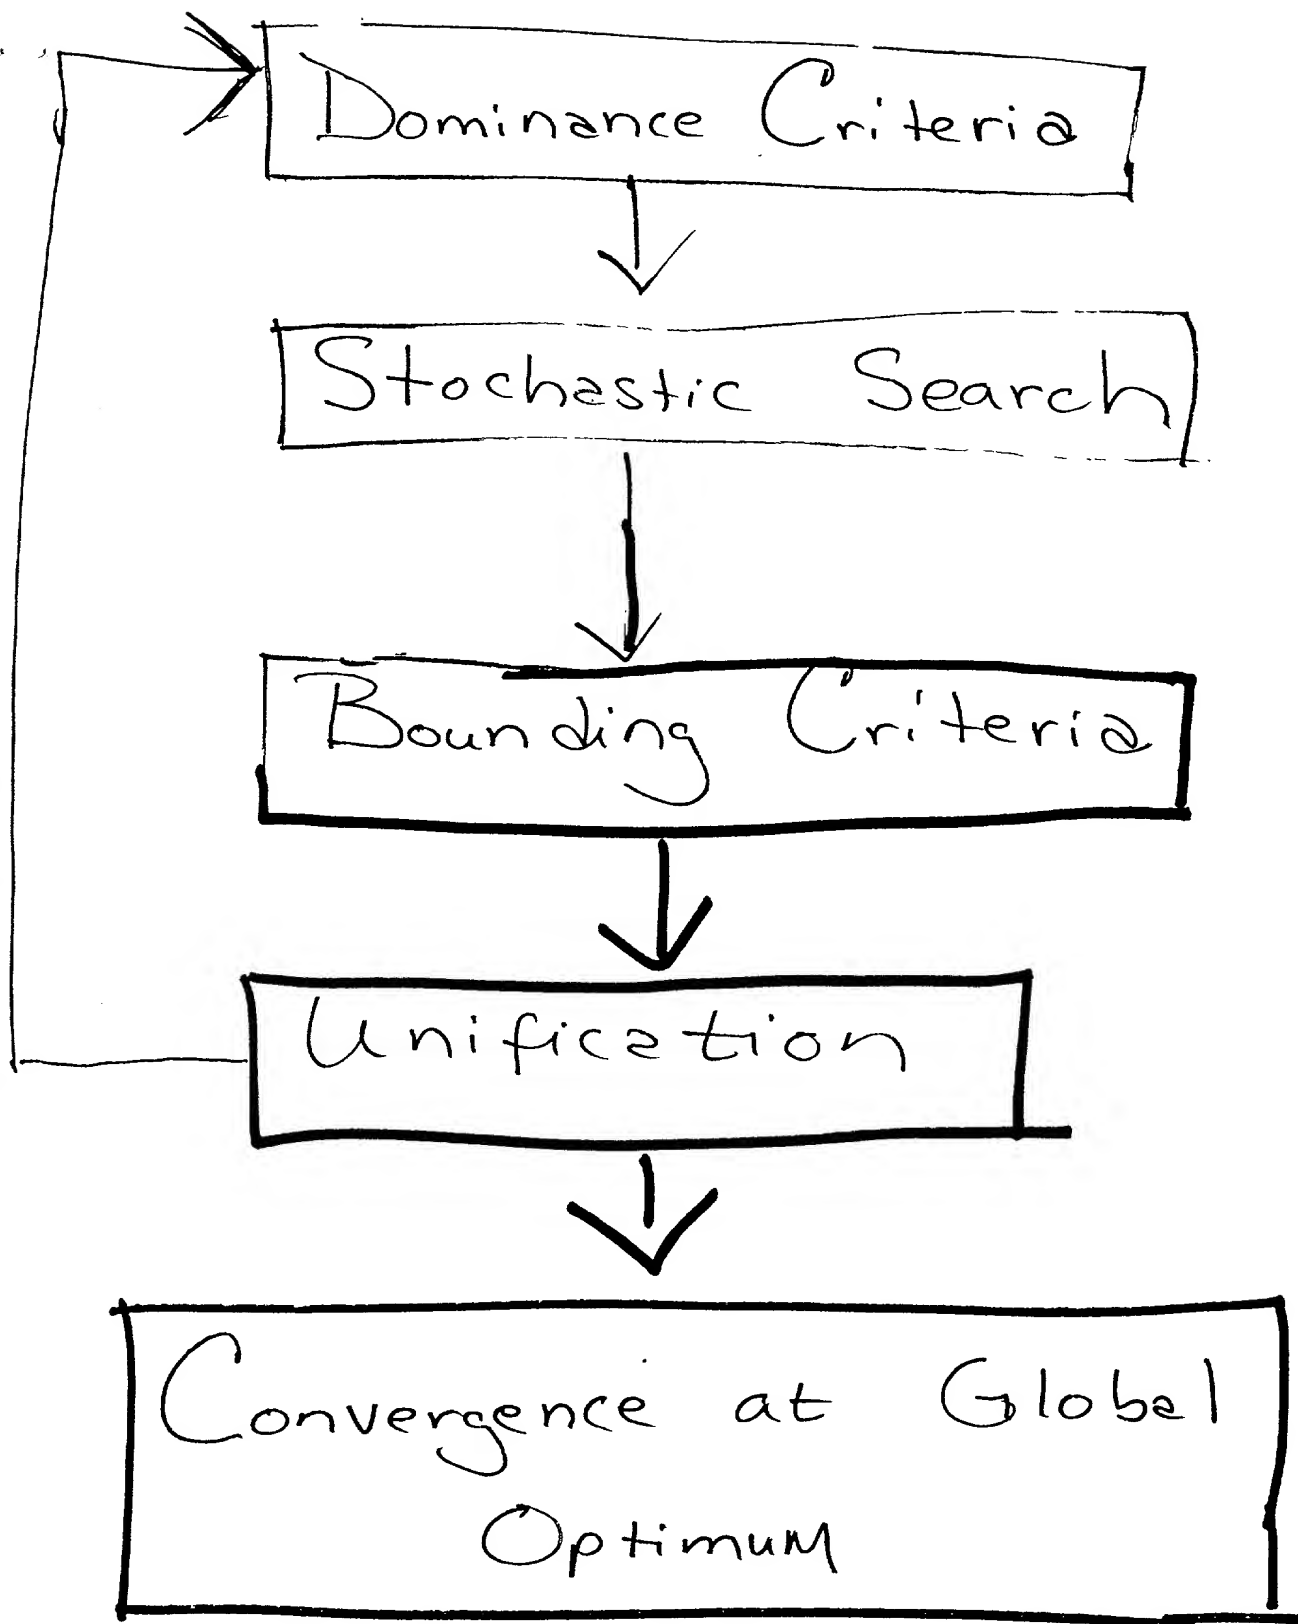 Dominance Criteria
Stochastic Search
Bounding Criteria
Unification
Convergence at Global
Optimum